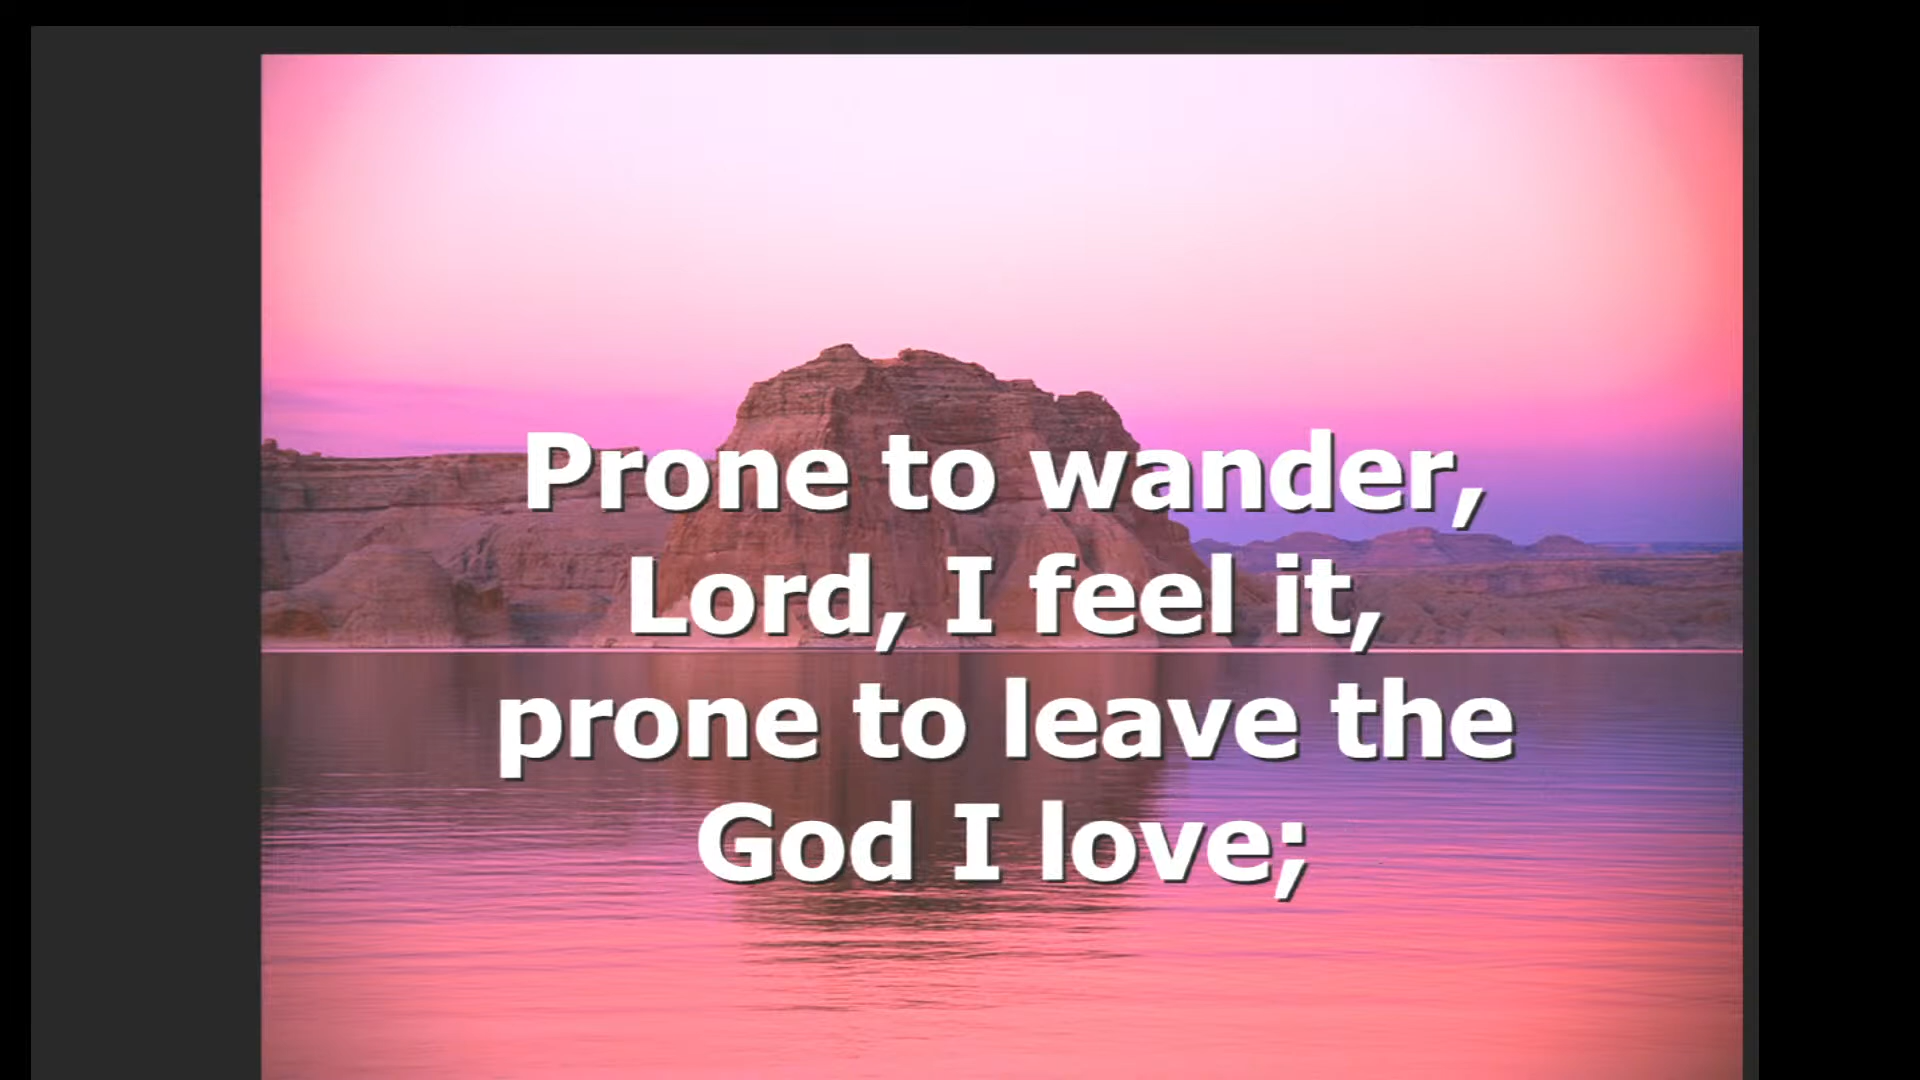 Prone to wander,
Lord, I feel it,
prone to leave the
God I love;